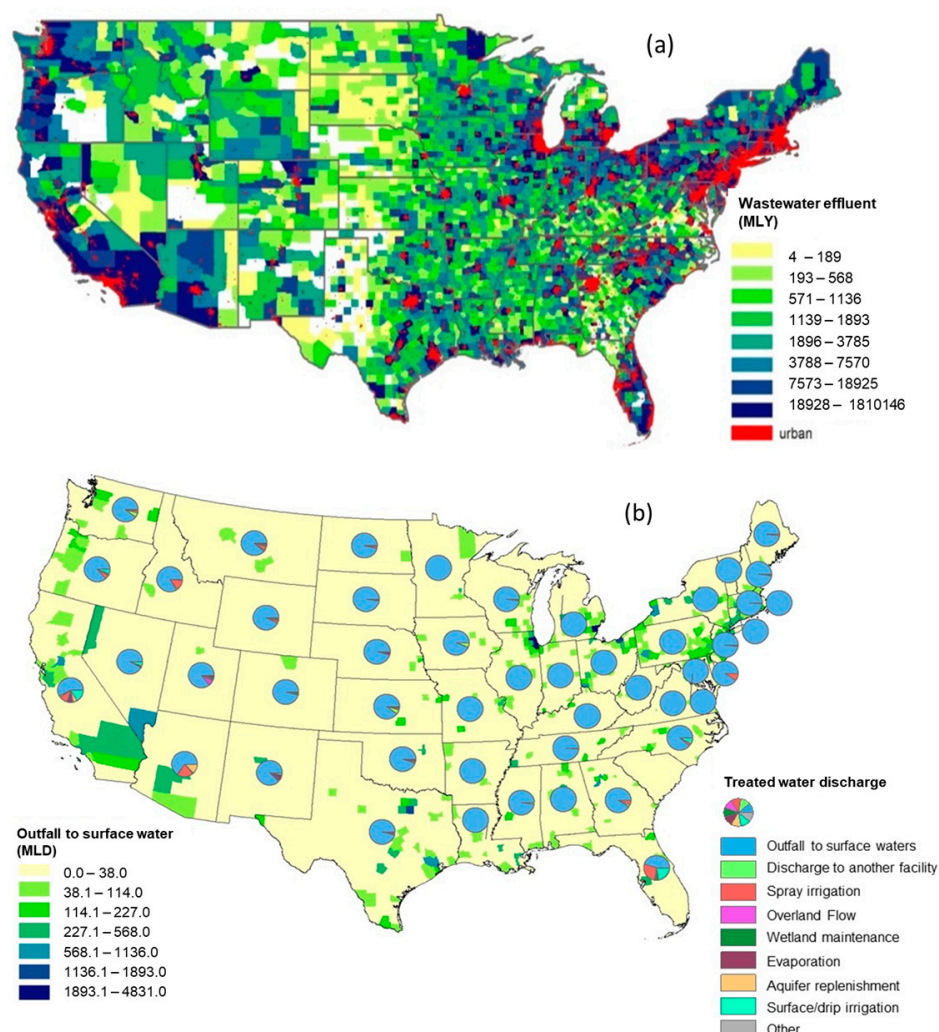 (a)
Wastewater effluent
(MLY)
4 – 189
193 – 568
571 – 1136
1139 – 1893
1896 – 3785
3788 – 7570
7573 – 18925
18928 – 1810146
urban
(b)
Outfall to surface water
(MLD)
0.0 – 38.0
38.1 – 114.0
114.1 – 227.0
227.1 – 568.0
568.1 – 1136.0
1136.1 – 1893.0
1893.1 – 4831.0
Treated water discharge
Outfall to surface waters
Discharge to another facility
Spray irrigation
Overland Flow
Wetland maintenance
Evaporation
Aquifer replenishment
Surface/drip irrigation
Other